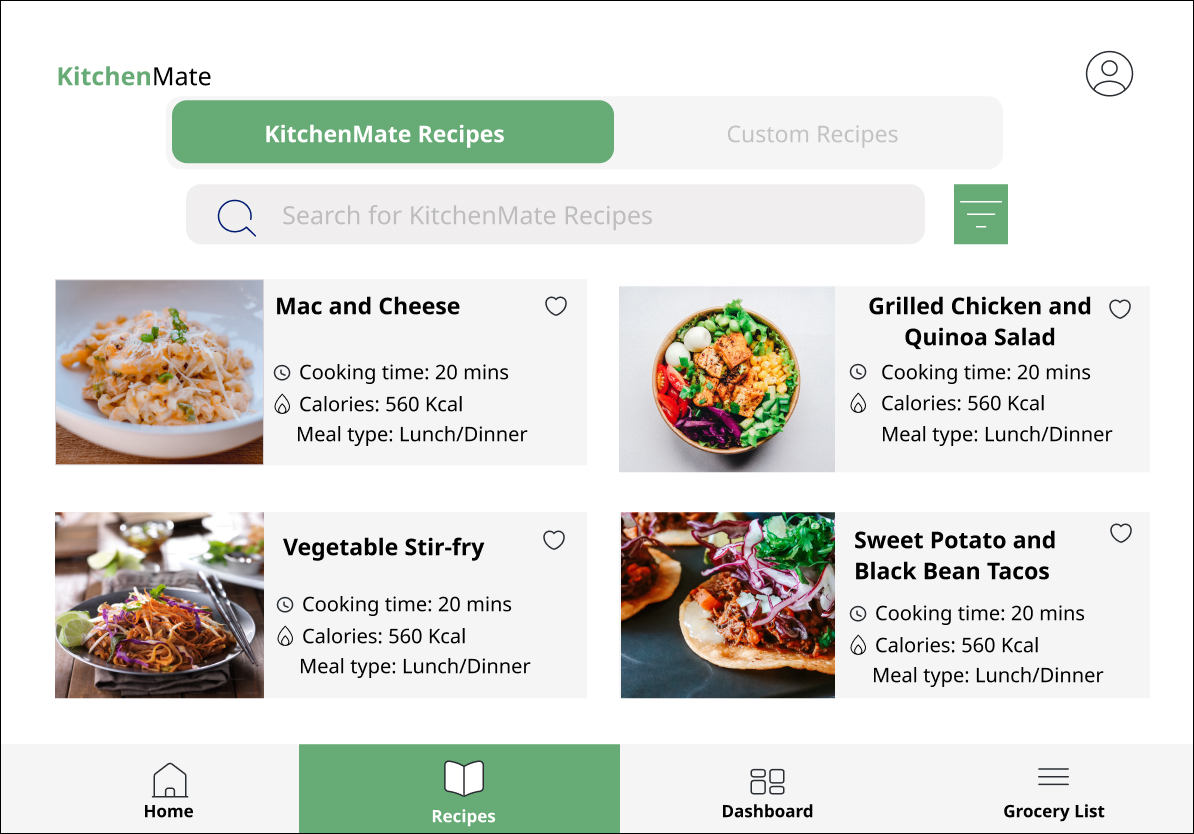 KitchenMate
KitchenMate Recipes
Custom Recipes
Search for KitchenMate Recipes
Mac and Cheese
Cooking time: 20 mins
Calories: 560 Kcal
Meal type: Lunch/Dinner
Grilled Chicken and
Quinoa Salad
Cooking time: 20 mins
Calories: 560 Kcal
Meal type: Lunch/Dinner
Vegetable Stir-fry
Cooking time: 20 mins
Calories: 560 Kcal
Meal type: Lunch/Dinner
Sweet Potato and
Black Bean Tacos
Cooking time: 20 mins
Calories: 560 Kcal
Meal type: Lunch/Dinner
Home
Recipes
Dashboard
Grocery List